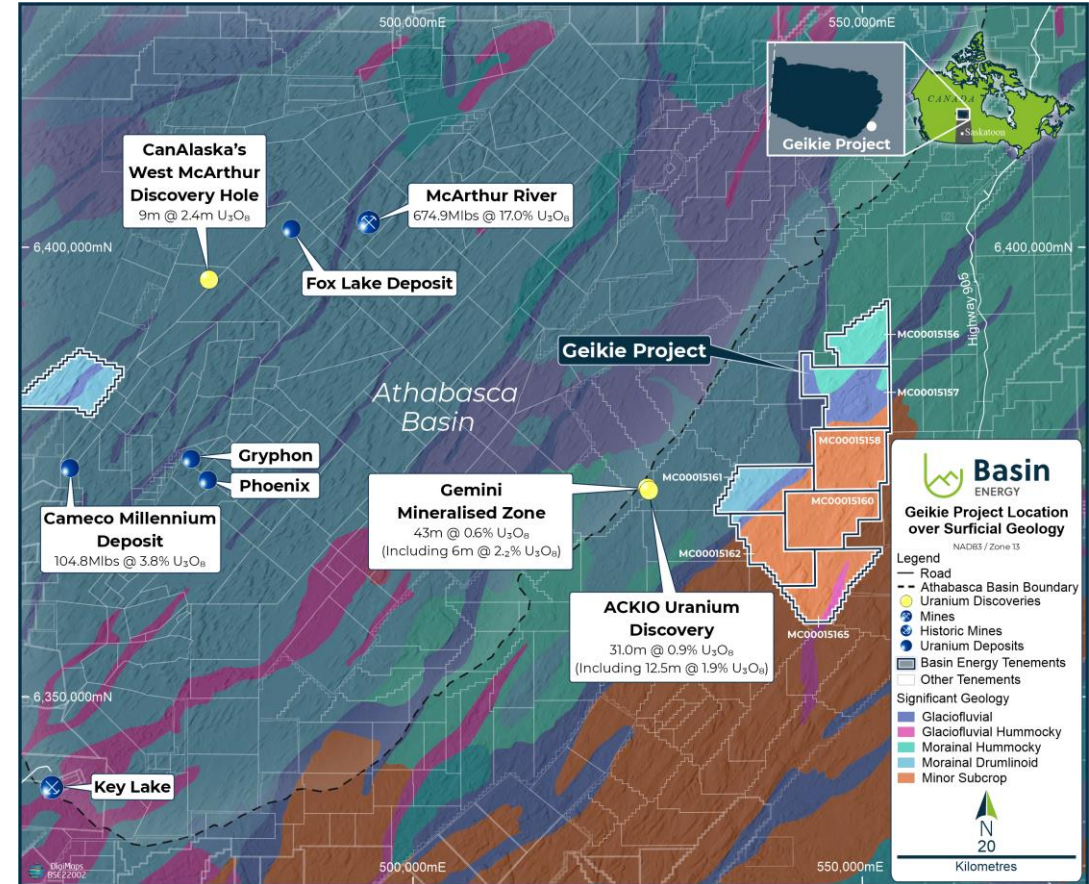 500,000mE
550,000mE
CANADA
Saskatoon
Geikie Project
CanAlaska's
West McArthur
Discovery Hole
9m @ 2.4m U₃O₈
McArthur River
674.9Mlbs @ 17.0% U₃O₈
6,400,000mN
6,400,000mN
Fox Lake Deposit
Highway 905
MC00015156
Geikie Project
MC00015157
Athabasca
Basin
MC00015158
Gryphon
Phoenix
MC00015161
MC00015160
Gemini
Mineralised Zone
43m @ 0.6% U₃O₈
(Including 6m @ 2.₂% U₃O₈)
Cameco Millennium
Deposit
104.8Mlbs @ 3.8% U₃O₈
MC00015162
ACKIO Uranium
Discovery
31.0m @ 0.9% U₃O₈
(Including 12.5m @ 1.9% U₃O₈)
MC00015165
6,350,000mN
Key Lake
DigiMaps
BSE22002
500,000mE
550,000mE
Basin
ENERGY
Geikie Project Location
over Surficial Geology
NAD83 / Zone 13
Legend
Road
Athabasca Basin Boundary
Uranium Discoveries
Mines
Historic Mines
Uranium Deposits
Basin Energy Tenements
Other Tenements
Significant Geology
Glaciofluvial
Glaciofluvial Hummocky
Morainal Hummocky
Morainal Drumlinoid
Minor Subcrop
N
20
Kilometres